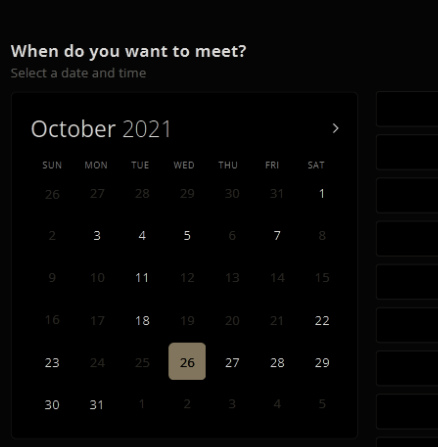 When do you want to meet?
Select a date and time
October 2021
SUN MON TUE WED THU FRI SAT
26 27 28 29 30 31 1
2 3 4 5 6 7 8
9 10 11 12 13 14 15
16 17 18 19 20 21 22
23 24 25 26 27 28 29
30 31 1 2 3 4 5